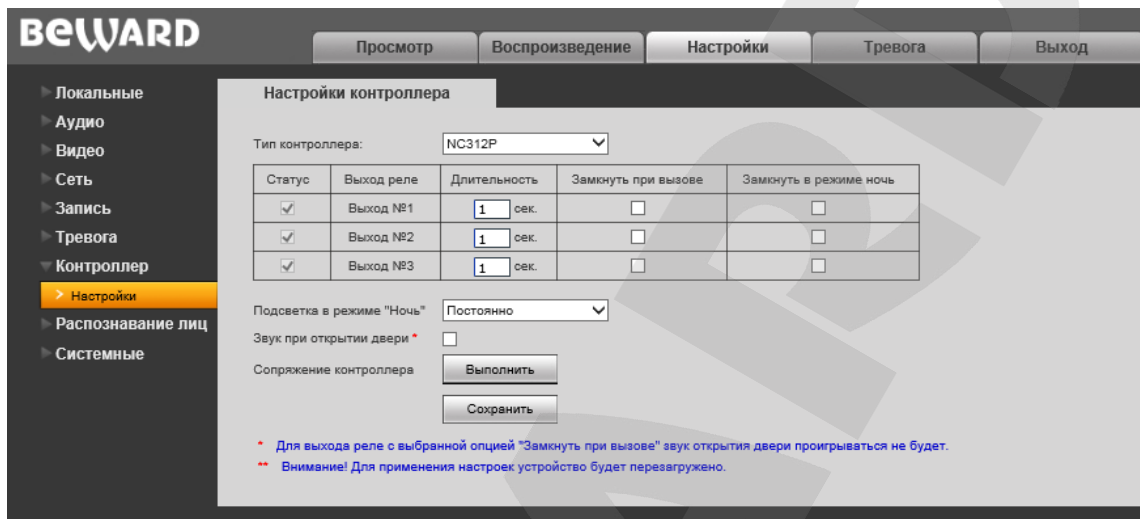 BEWARD
Просмотр Воспроизведение Настройки Тревога Выход
Локальные
Аудио
Видео
Сеть
Запись
Тревога
Контроллер
> Настройки
Распознавание лиц
Системные
Настройки контроллера
Тип контроллера: NC312P
Статус Выход реле Длительность Замкнуть при вызове Замкнуть в режиме ночь
Выход №1 1 сек.
Выход №2 1 сек.
Выход №3 1 сек.
Подсветка в режиме "Ночь" Постоянно
Звук при открытии двери *
Сопряжение контроллера Выполнить
Сохранить
* Для выхода реле с выбранной опцией "Замкнуть при вызове" звук открытия двери проигрываться не будет.
** Внимание! Для применения настроек устройство будет перезагружено.